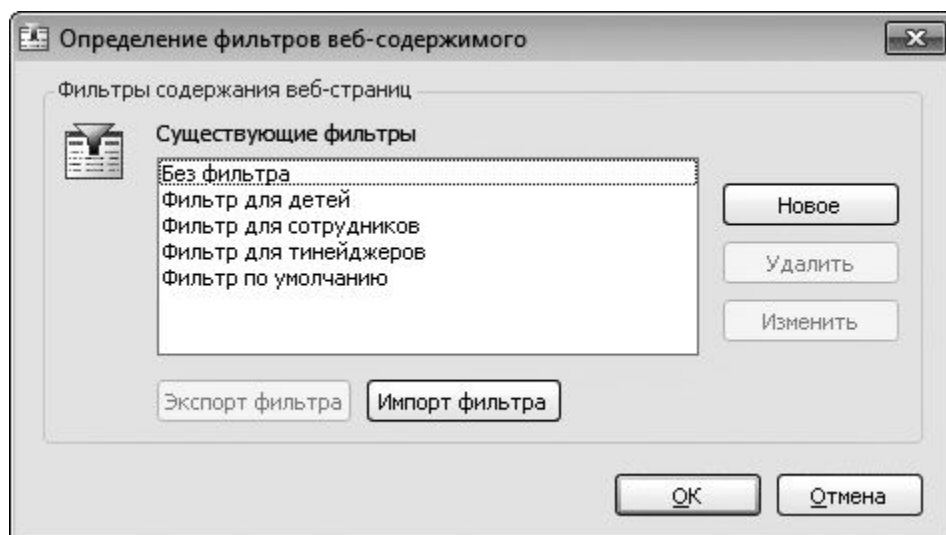 Определение фильтров веб-содержимого
Фильтры содержания веб-страниц
Существующие фильтры
Без фильтра
Фильтр для детей
Фильтр для сотрудников
Фильтр для тинейджеров
Фильтр по умолчанию
Новое
Удалить
Изменить
Экспорт фильтра
Импорт фильтра
OK
Отмена